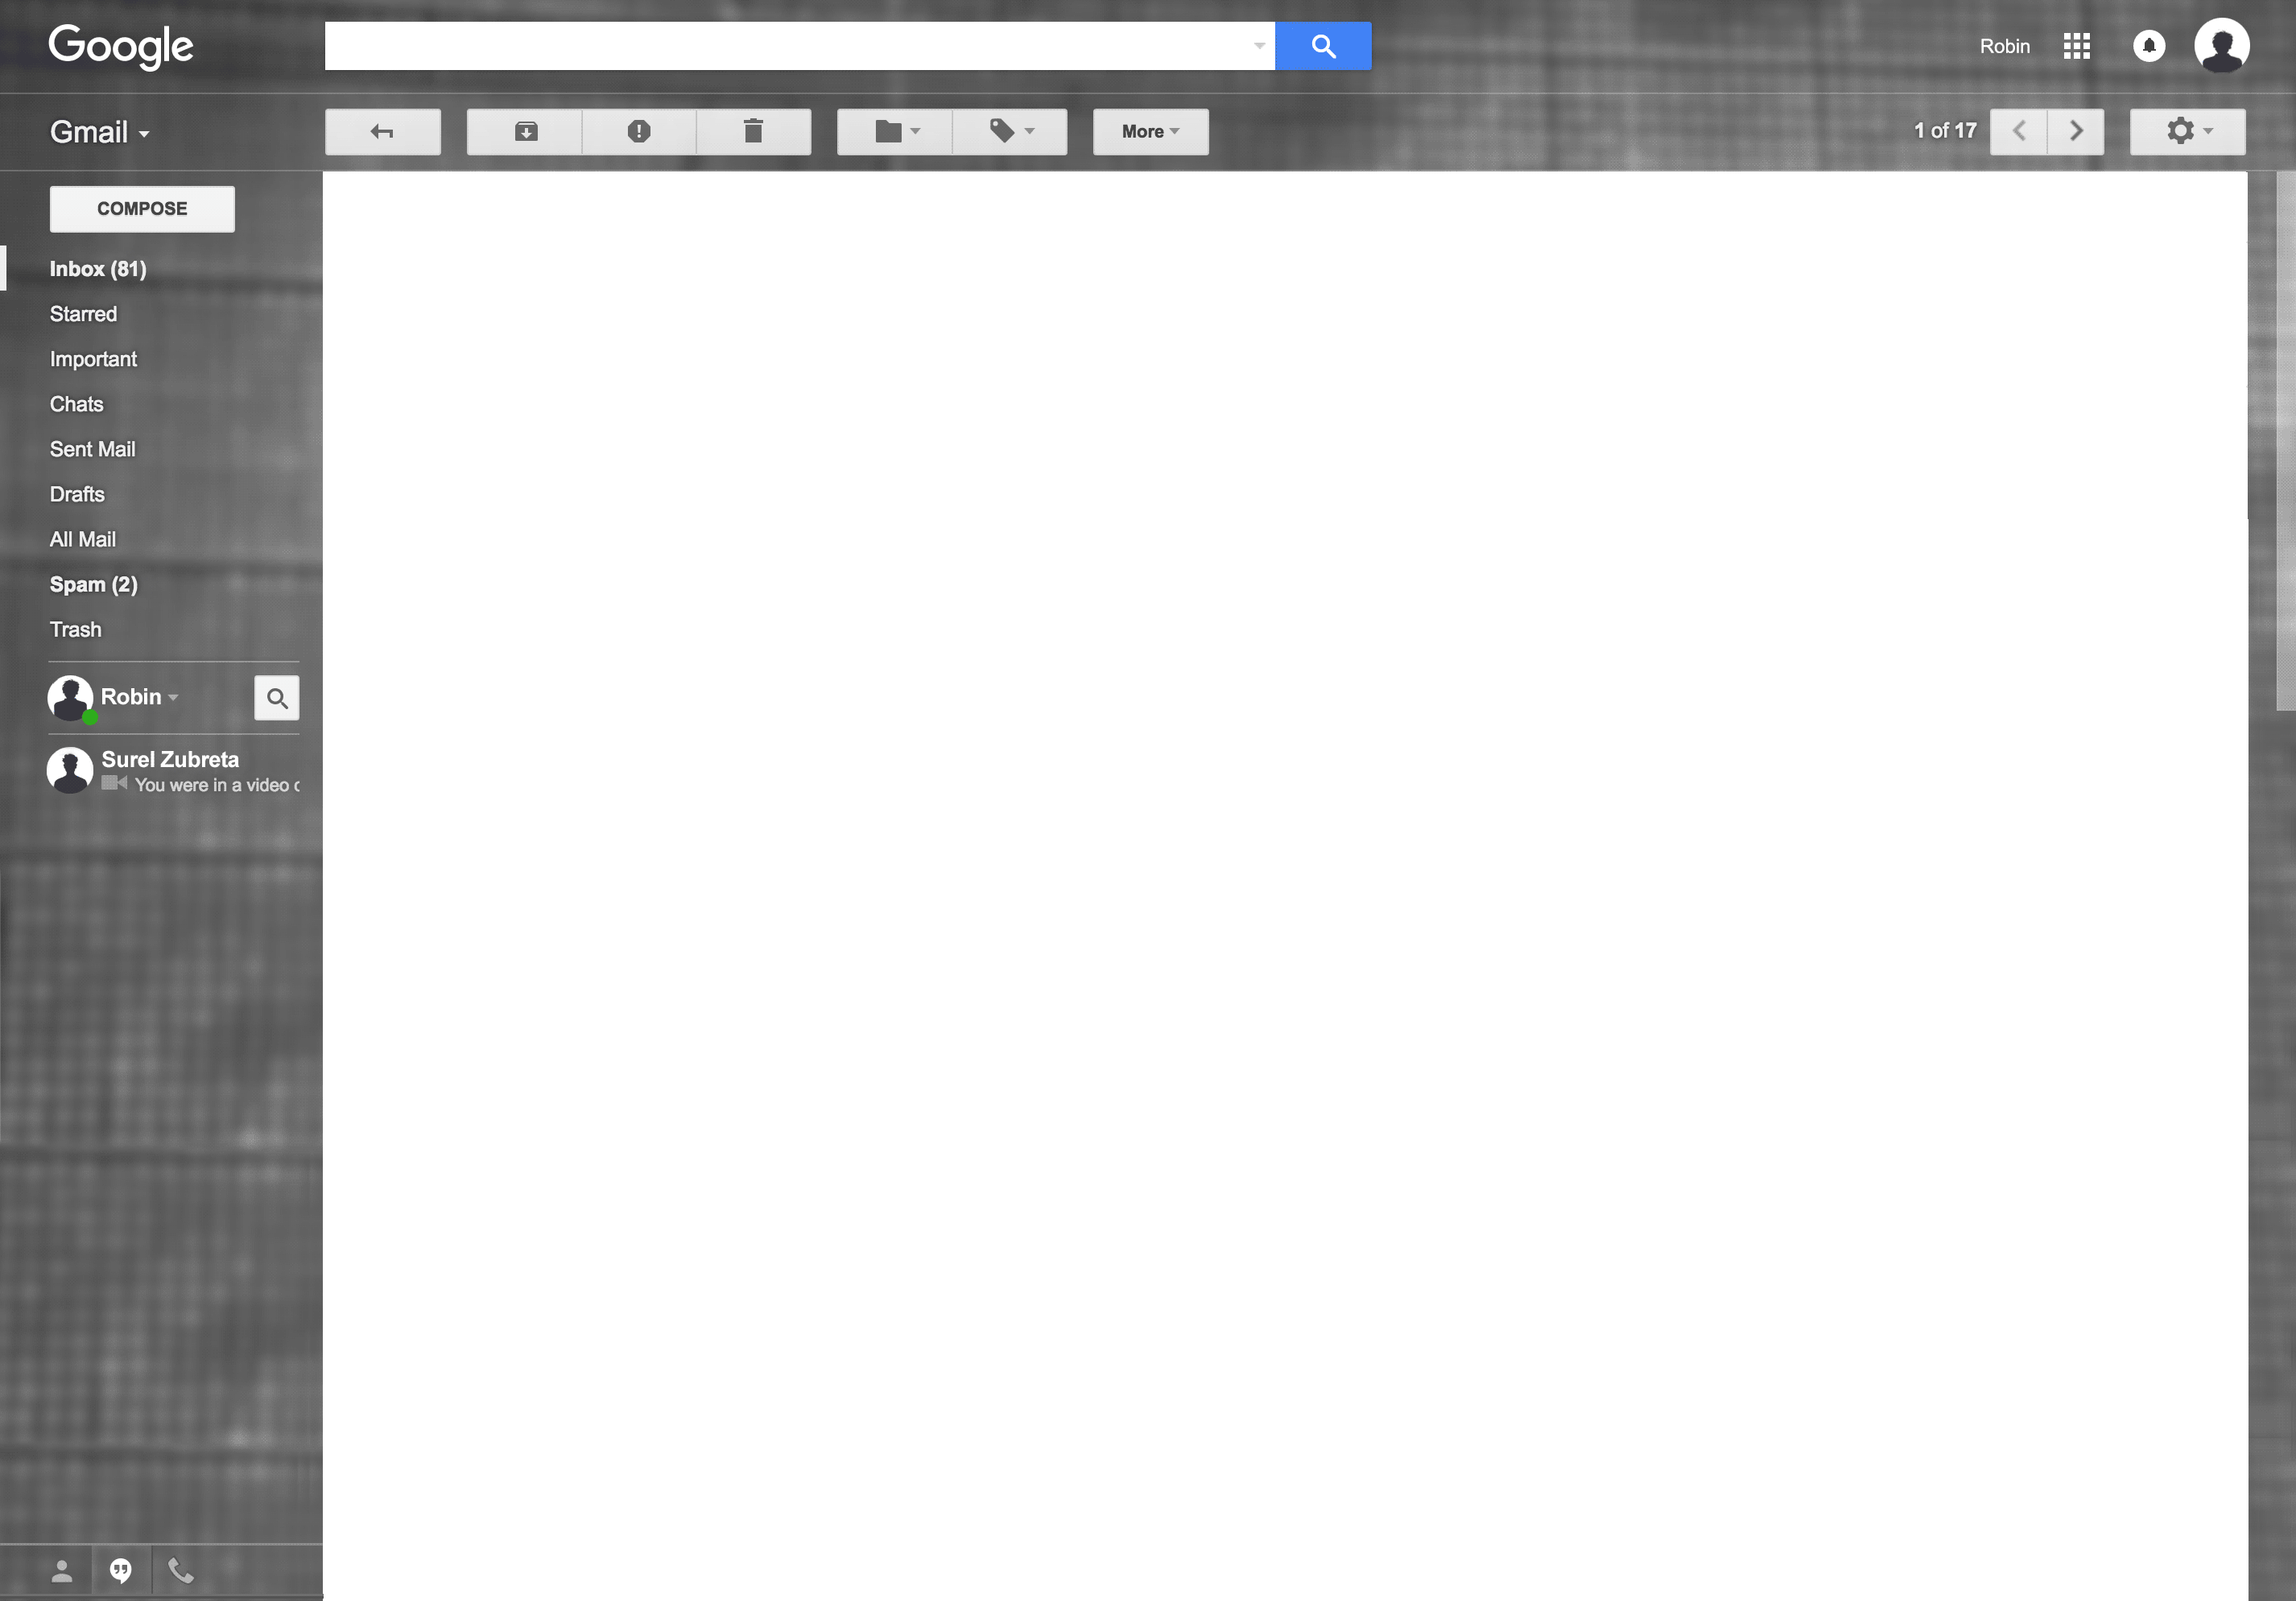 Google
Robin
Gmail
More
1 of 17
COMPOSE
Inbox (81)
Starred
Important
Chats
Sent Mail
Drafts
All Mail
Spam (2)
Trash
Robin
Surel Zubreta
You were in a video c